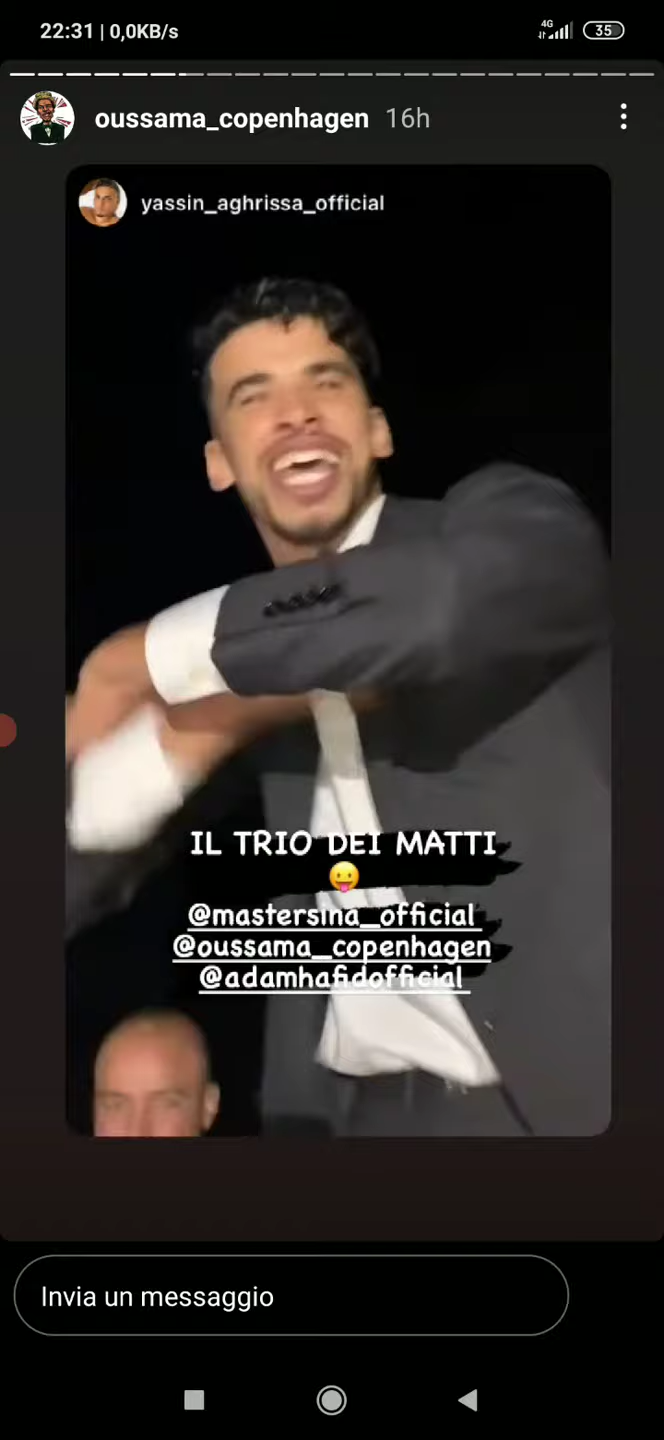 22:31 | 0,0KB/s
4G
35
oussama_copenhagen 16h
yassin_aghrissa_official
IL TRIO DEI MATTI
😛
@mastersina_official
@oussama_copenhagen
@adamhafidofficial
Invia un messaggio